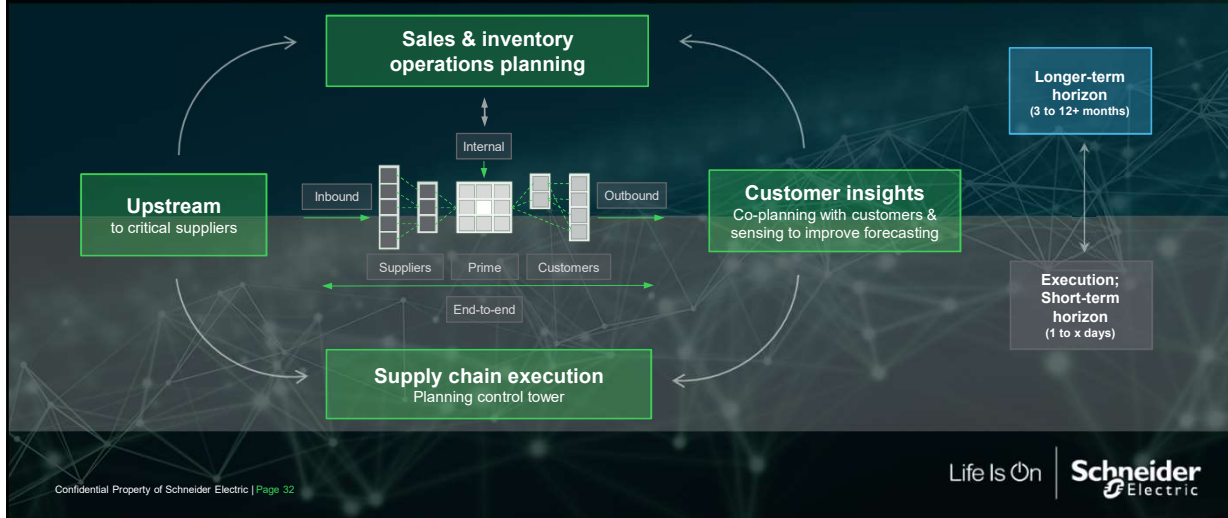 Sales & inventory
operations planning
Longer-term
horizon
(3 to 12+ months)
Internal
Inbound
Outbound
Upstream
to critical suppliers
Customer insights
Co-planning with customers &
sensing to improve forecasting
Suppliers
Prime
Customers
End-to-end
Execution;
Short-term
horizon
(1 to x days)
Supply chain execution
Planning control tower
Confidential Property of Schneider Electric | Page 32
Life Is On
Schneider
Electric